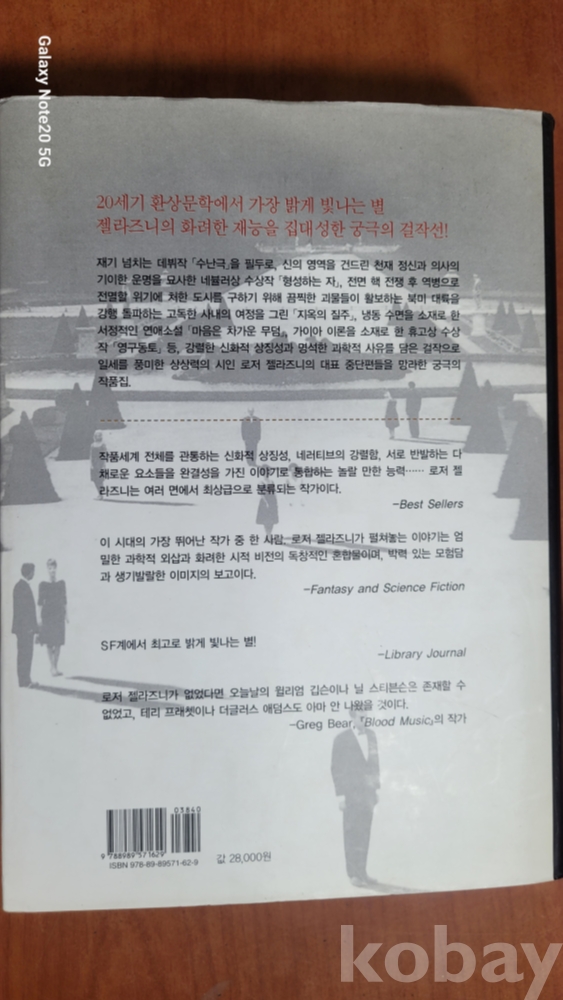 Galaxy Note20 5G
20세기 환상문학에서 가장 밝게 빛나는 별
젤라즈니의 화려한 재능을 집대성한 궁극의 걸작선!
재기 넘치는 데뷔작 「수난극」을 필두로, 신의 영역을 건드린 천재 정신과 의사의
기이한 운명을 묘사한 네뷸러상 수상작 「형성하는 자」, 전면 핵 전쟁 후 역병으로
전멸할 위기에 처한 도시를 구하기 위해 끔찍한 괴물들이 활보하는 북미 대륙을
강행 돌파하는 고독한 사내의 여정을 그린 「지옥의 질주」, 냉동 수면을 소재로 한
서정적인 연애소설 「마음은 차가운 무덤」, 가이아 이론을 소재로 한 휴고상 수상
작 「영구동토」 등, 강렬한 신화적 상징성과 명석한 과학적 사유를 담은 걸작으로
일세를 풍미한 상상력의 시인 로저 젤라즈니의 대표 중단편들을 망라한 궁극의
작품집.
작품세계 전체를 관통하는 신화적 상징성, 네러티브의 강렬함, 서로 반발하는 다
채로운 요소들을 완결성을 가진 이야기로 통합하는 놀랄 만한 능력…… 로저 젤
라즈니는 여러 면에서 최상급으로 분류되는 작가이다.
–Best Sellers
이 시대의 가장 뛰어난 작가 중 한 사람. 로저 젤라즈니가 펼쳐놓는 이야기는 엄
밀한 과학적 외삽과 화려한 시적 비전의 독창적인 혼합물이며, 박력 있는 모험담
과 생기발랄한 이미지의 보고이다.
–Fantasy and Science Fiction
SF계에서 최고로 밝게 빛나는 별!
–Library Journal
로저 젤라즈니가 없었다면 오늘날의 윌리엄 깁슨이나 닐 스티븐슨은 존재할 수
없었고, 테리 프래쳇이나 더글러스 애덤스도 아마 안 나왔을 것이다.
–Greg Bear, 『Blood Music』의 작가
03840
9 788989 571629
ISBN 978-89-89571-62-9
값 28,000원
kobay